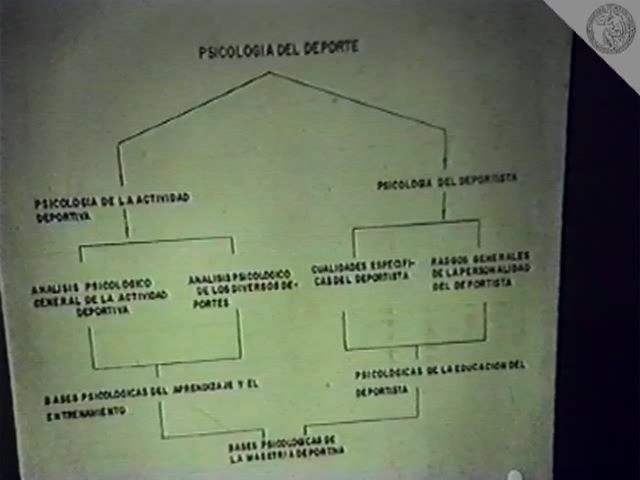 PSICOLOGIA DEL DEPORTE
PSICOLOGIA DE LA ACTIVIDAD
DEPORTIVA
PSICOLOGIA DEL DEPORTISTA
ANALISIS PSICOLOGICO
GENERAL DE LA ACTIVIDAD
DEPORTIVA
ANALISIS PSICOLOGICO
DE LOS DIVERSOS DE-
PORTES
CUALIDADES ESPECIFI-
CAS DEL DEPORTISTA
RASGOS GENERALES
DE LA PERSONALIDAD
DEL DEPORTISTA
BASES PSICOLOGICAS DEL APRENDIZAJE Y EL
ENTRENAMIENTO
PSICOLOGICAS DE LA EDUCACION DEL
DEPORTISTA
BASES PSICOLOGICAS DE
LA MAESTRIA DEPORTIVA